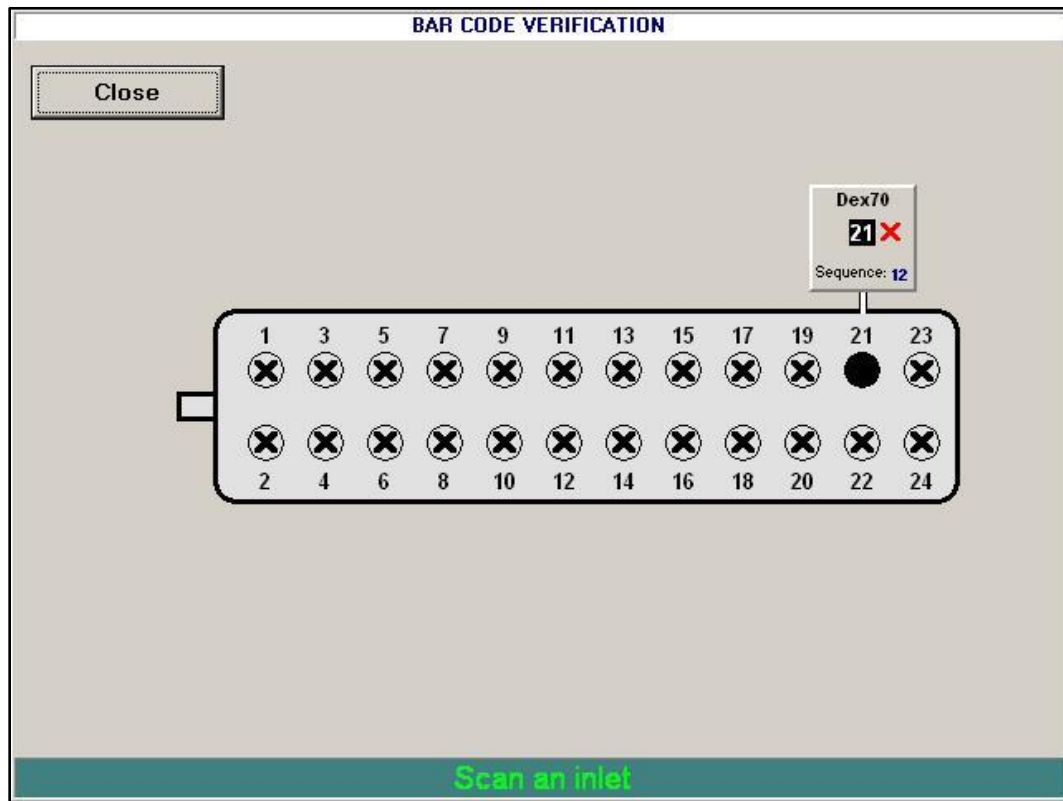 BAR CODE VERIFICATION
Close
Dex70
21
Sequence: 12
1 3 5 7 9 11 13 15 17 19 21 23
2 4 6 8 10 12 14 16 18 20 22 24
Scan an inlet